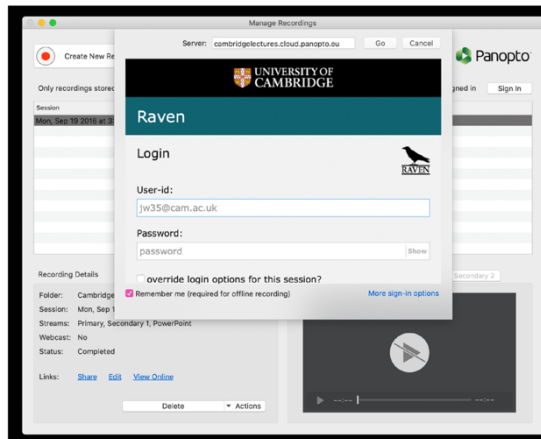 Manage Recordings
Server: cambridgelectures.cloud.panopto.eu Go Cancel
Create New Re
Panopto
UNIVERSITY OF
CAMBRIDGE
Only recordings stored
gned in Sign In
Session
Mon, Sep 19 2016 at 3:
Raven
Login
RAVEN
User-id:
jw35@cam.ac.uk
Password:
password Show
override login options for this session?
Remember me (required for offline recording) More sign-in options
Recording Details
Secondary 2
Folder: Cambridge
Session: Mon, Sep 1
Streams: Primary, Secondary 1, PowerPoint
Webcast: No
Status: Completed
Links: Share Edit View Online
Delete Actions
--:-- --:--